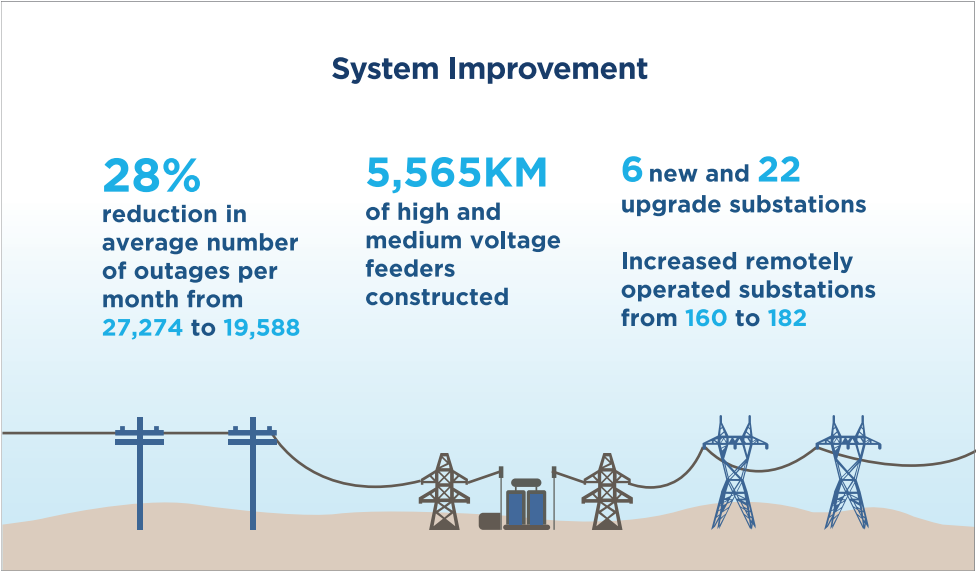 System Improvement
28%
reduction in
average number
of outages per
month from
27,274 to 19,588
5,565KM
of high and
medium voltage
feeders
constructed
6 new and 22
upgrade substations
Increased remotely
operated substations
from 160 to 182